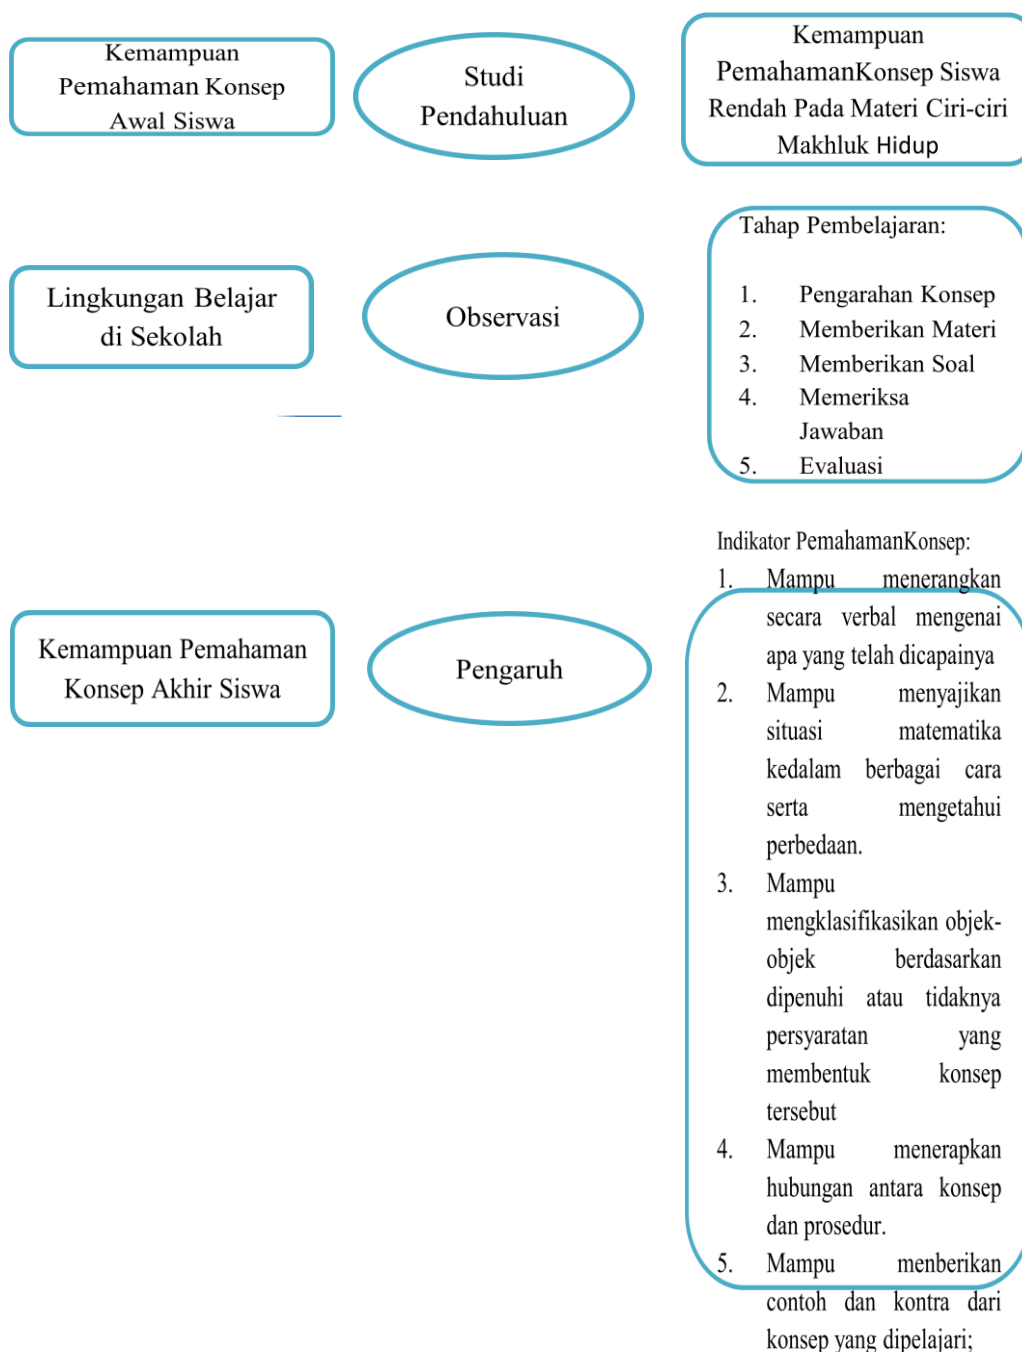 Kemampuan
Pemahaman Konsep
Awal Siswa
Studi
Pendahuluan
Kemampuan
PemahamanKonsep Siswa
Rendah Pada Materi Ciri-ciri
Makhluk Hidup
Lingkungan Belajar
di Sekolah
Observasi
Tahap Pembelajaran:
1. Pengarahan Konsep
2. Memberikan Materi
3. Memberikan Soal
4. Memeriksa
Jawaban
5. Evaluasi
Kemampuan Pemahaman
Konsep Akhir Siswa
Pengaruh
Indikator PemahamanKonsep:
1. Mampu menerangkan
secara verbal mengenai
apa yang telah dicapainya
2. Mampu menyajikan
situasi matematika
kedalam berbagai cara
serta mengetahui
perbedaan.
3. Mampu
mengklasifikasikan objek-
objek berdasarkan
dipenuhi atau tidaknya
persyaratan yang
membentuk konsep
tersebut
4. Mampu menerapkan
hubungan antara konsep
dan prosedur.
5. Mampu menberikan
contoh dan kontra dari
konsep yang dipelajari;